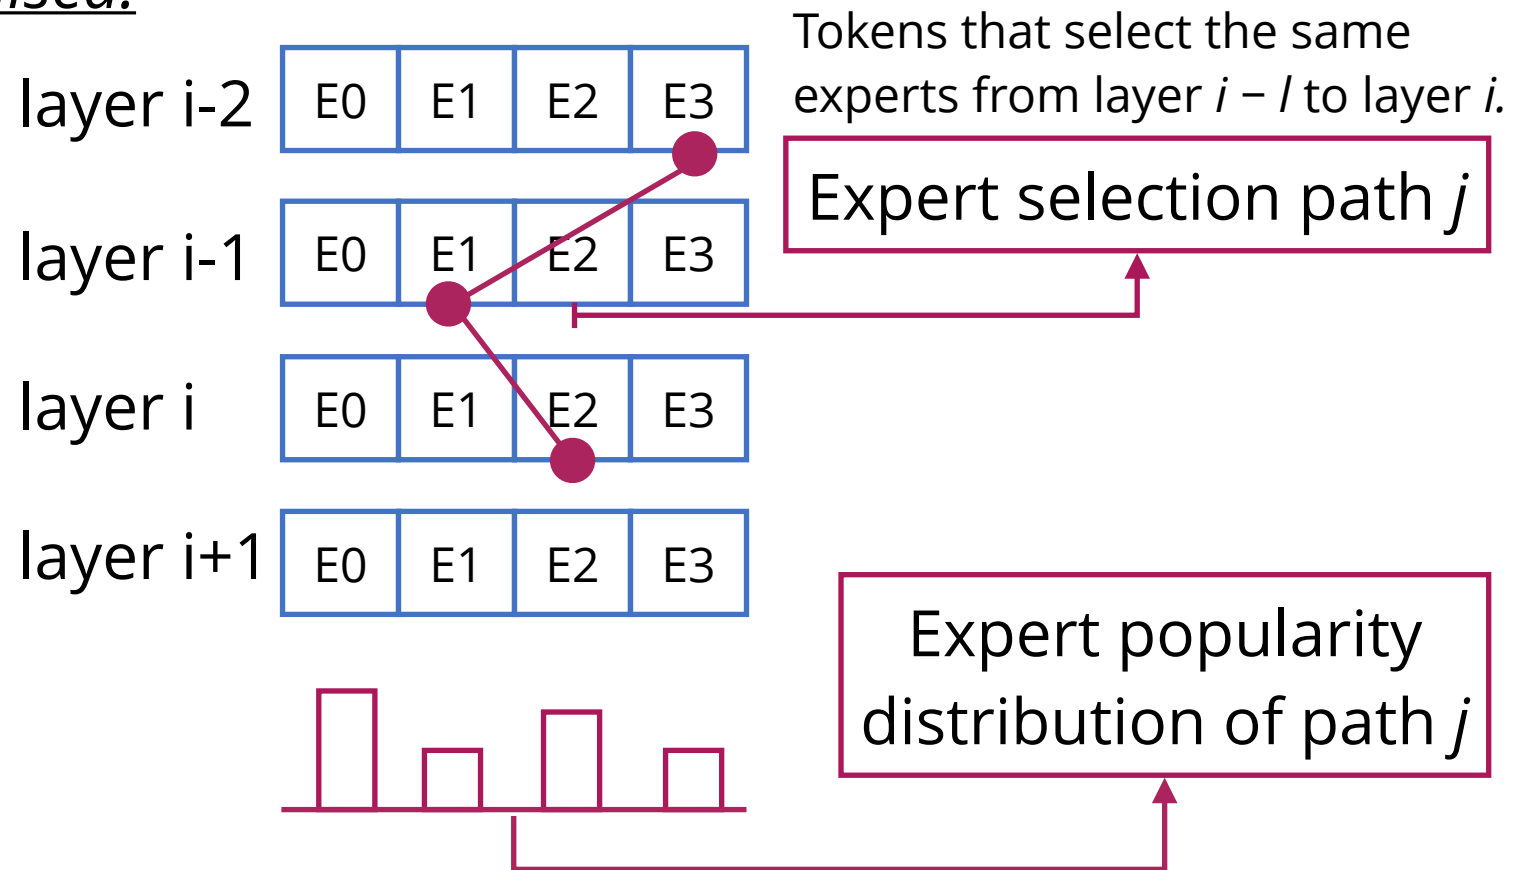 Tokens that select the same
experts from layer i − l to layer i.
layer i-2 E0 E1 E2 E3
Expert selection path j
layer i-1 E0 E1 E2 E3
layer i E0 E1 E2 E3
layer i+1 E0 E1 E2 E3
Expert popularity
distribution of path j